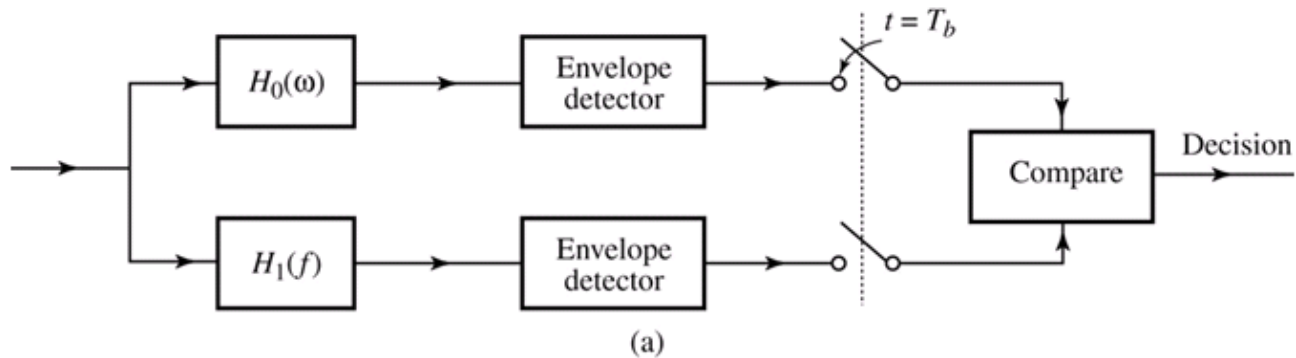 t = T_b
H_0(ω)
Envelope
detector
Compare
Decision
H_1(f)
Envelope
detector
(a)